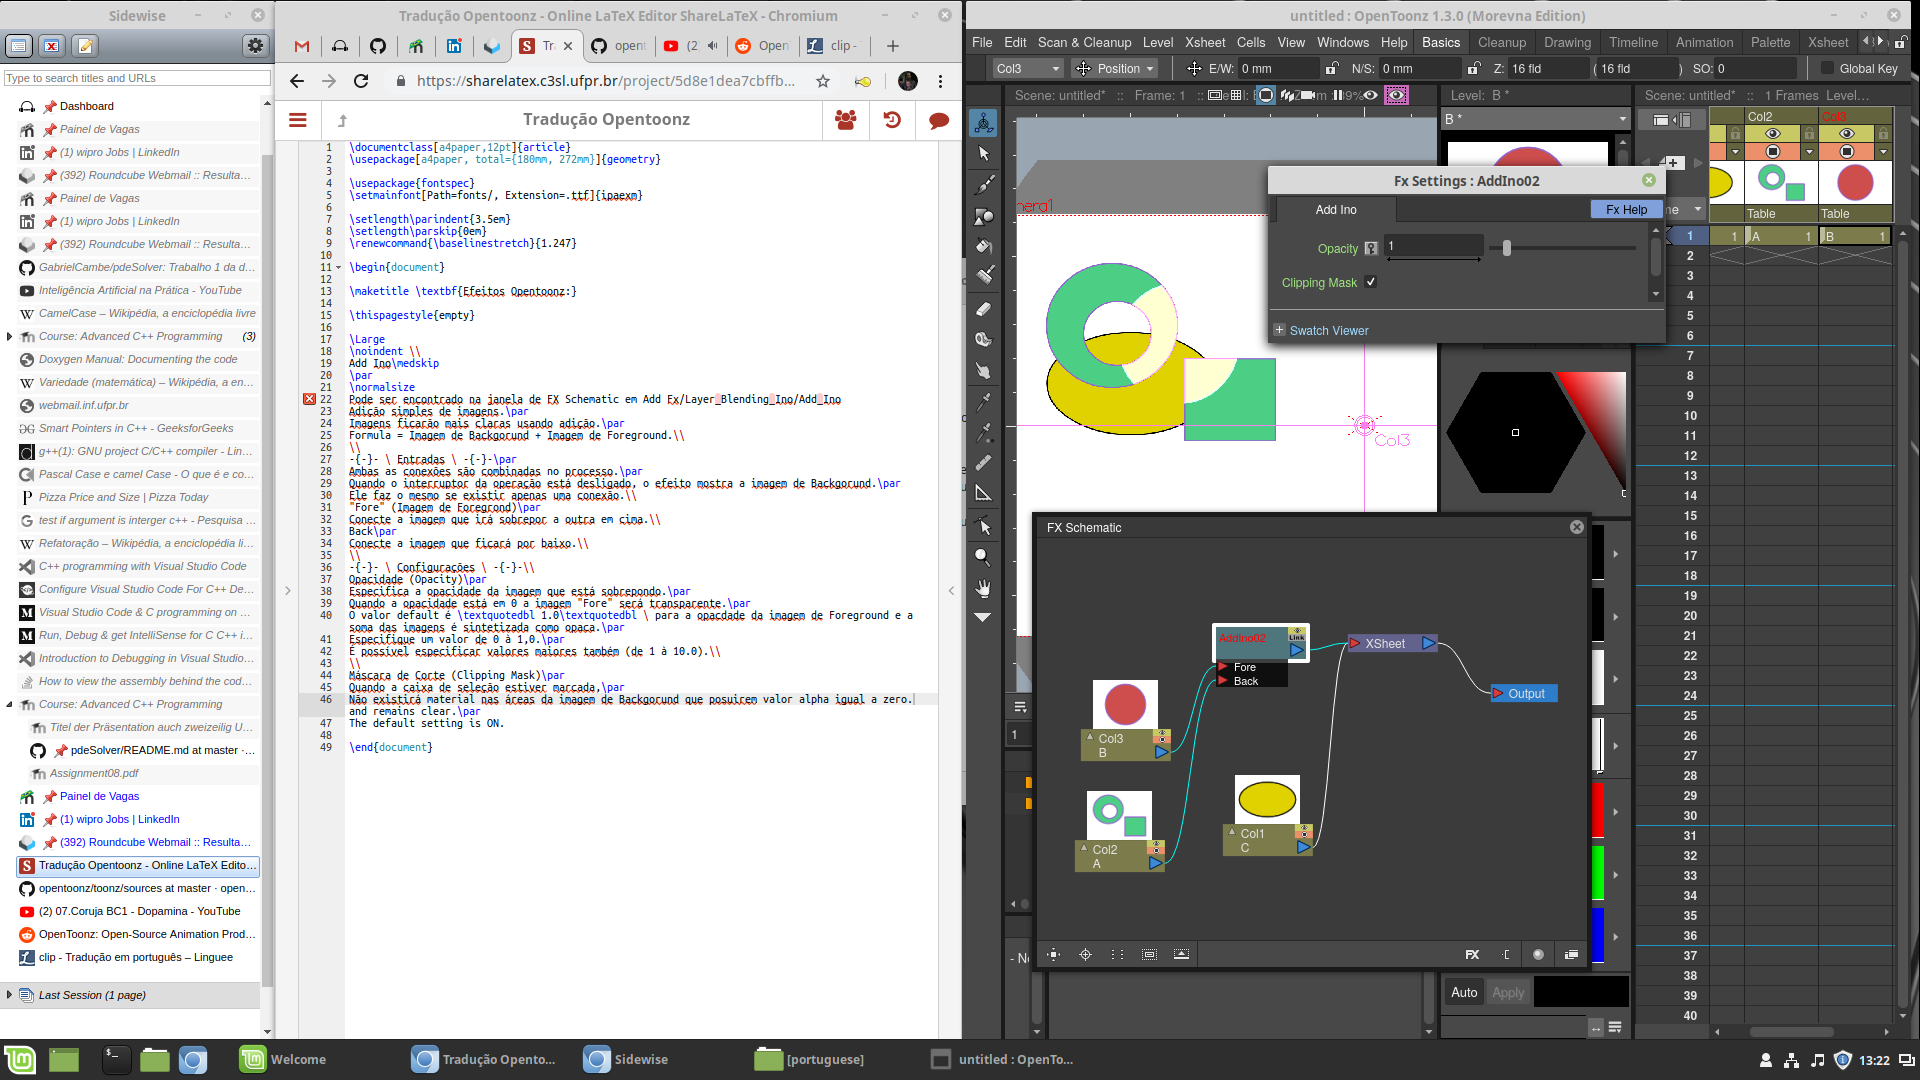 Sidewise
Type to search titles and URLs
Dashboard
Painel de Vagas
(1) wipro Jobs | LinkedIn
(392) Roundcube Webmail :: Resulta...
Painel de Vagas
(1) wipro Jobs | LinkedIn
(392) Roundcube Webmail :: Resulta...
GabrielCambe/pdeSolver: Trabalho 1 da d...
Inteligência Artificial na Prática - YouTube
CamelCase – Wikipédia, a enciclopédia livre
Course: Advanced C++ Programming (3)
Doxygen Manual: Documenting the code
Variedade (matemática) – Wikipédia, a en...
webmail.inf.ufpr.br
Smart Pointers in C++ - GeeksforGeeks
g++(1): GNU project C/C++ compiler - Lin...
Pascal Case e camel Case - O que é e co...
Pizza Price and Size | Pizza Today
test if argument is interger c++ - Pesquisa ...
Refatoração – Wikipédia, a enciclopédia li...
C++ programming with Visual Studio Code
Configure Visual Studio Code For C++ De...
Visual Studio Code & C programming on ...
Run, Debug & get IntelliSense for C C++ i...
Introduction to Debugging in Visual Studio...
How to view the assembly behind the cod...
Course: Advanced C++ Programming
Titel der Präsentation auch zweizeilig U...
pdeSolver/README.md at master ·...
Assignment08.pdf
Painel de Vagas
(1) wipro Jobs | LinkedIn
(392) Roundcube Webmail :: Resulta...
Tradução Opentoonz - Online LaTeX Edito...
opentoonz/toonz/sources at master · open...
(2) 07.Coruja BC1 - Dopamina - YouTube
OpenToonz: Open-Source Animation Prod...
clip - Tradução em português – Linguee
Last Session (1 page)
Tradução Opentoonz - Online LaTeX Editor ShareLaTeX - Chromium
Tr
opent
(2
Open
clip -
https://sharelatex.c3sl.ufpr.br/project/5d8e1dea7cbffb...
Tradução Opentoonz
1 \documentclass[a4paper,12pt]{article}
2 \usepackage[a4paper, total={180mm, 272mm}]{geometry}
3
4 \usepackage{fontspec}
5 \setmainfont[Path=fonts/, Extension=.ttf]{ipaexm}
6
7 \setlength\parindent{3.5em}
8 \setlength\parskip{0em}
9 \renewcommand{\baselinestretch}{1.247}
10
11 \begin{document}
12
13 \maketitle \textbf{Efeitos Opentoonz:}
14
15 \thispagestyle{empty}
16
17 \Large
18 \noindent \\
19 Add Ino\medskip
20 \par
21 \normalsize
22 Pode ser encontrado na janela de FX Schematic em Add Fx/Layer_Blending_Ino/Add_Ino
23 Adição simples de imagens.\par
24 Imagens ficarão mais claras usando adição.\par
25 Formula = Imagem de Background + Imagem de Foreground.\\
26 \\
27 -{-}- \ Entradas \ -{-}-\par
28 Ambas as conexões são combinadas no processo.\par
29 Quando o interruptor da operação está desligado, o efeito mostra a imagem de Background.\par
30 Ele faz o mesmo se existir apenas uma conexão.\\
31 "Fore" (Imagem de Foregrond)\par
32 Conecte a imagem que irá sobrepor a outra em cima.\\
33 Back\par
34 Conecte a imagem que ficará por baixo.\\
35 \\
36 -{-}- \ Configurações \ -{-}-\\
37 Opacidade (Opacity)\par
38 Especifica a opacidade da imagem que está sobrepondo.\par
39 Quando a opacidade está em 0 a imagem "Fore" será transparente.\par
40 O valor default é \textquotedbl 1.0\textquotedbl \ para a opacdade da imagem de Foreground e a
soma das imagens é sintetizada como opaca.\par
41 Especifique um valor de 0 à 1,0.\par
42 É possível especificar valores maiores também (de 1 à 10.0).\\
43 \\
44 Máscara de Corte (Clipping Mask)\par
45 Quando a caixa de seleção estiver marcada,\par
46 Não existirá material nas áreas da imagem de Background que posuirem valor alpha igual a zero.
and remains clear.\par
47 The default setting is ON.
48
49 \end{document}
untitled : OpenToonz 1.3.0 (Morevna Edition)
File Edit Scan & Cleanup Level Xsheet Cells View Windows Help Basics Cleanup Drawing Timeline Animation Palette Xsheet
Col3 Position E/W: 0 mm N/S: 0 mm Z: 16 fld (16 fld) SO: 0 Global Key
Scene: untitled* :: Frame: 1 ::
Level: B *
Scene: untitled* :: 1 Frames Level...
B *
Col2 Col3
Table Table
1 1 A 1 B 1
2
3
4
5
6
7
8
9
10
11
12
13
14
15
16
17
18
19
20
21
22
23
24
25
26
27
28
29
30
31
32
33
34
35
36
37
38
39
40
Fx Settings : AddIno02
Add Ino
Fx Help
Opacity 1
Clipping Mask
Swatch Viewer
Col3
FX Schematic
AddIno02
Link
Fore
Back
XSheet
Output
Col3
B
Col2
A
Col1
C
FX
1
Auto Apply
Welcome
Tradução Opento...
Sidewise
[portuguese]
untitled : OpenTo...
13:22